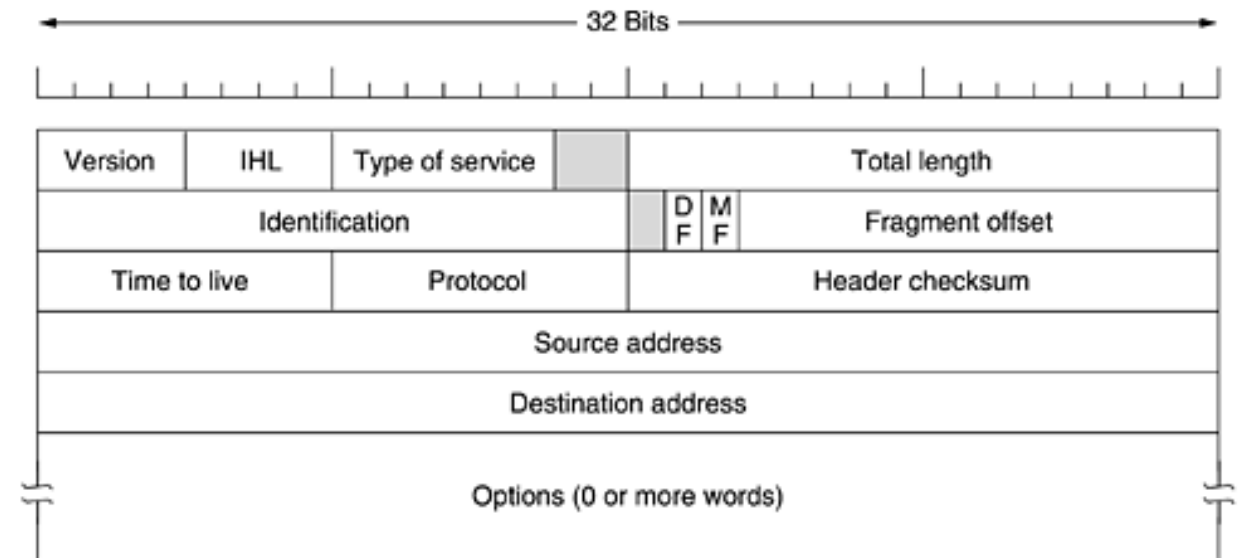 32 Bits
Version IHL Type of service Total length
Identification D F M F Fragment offset
Time to live Protocol Header checksum
Source address
Destination address
Options (0 or more words)